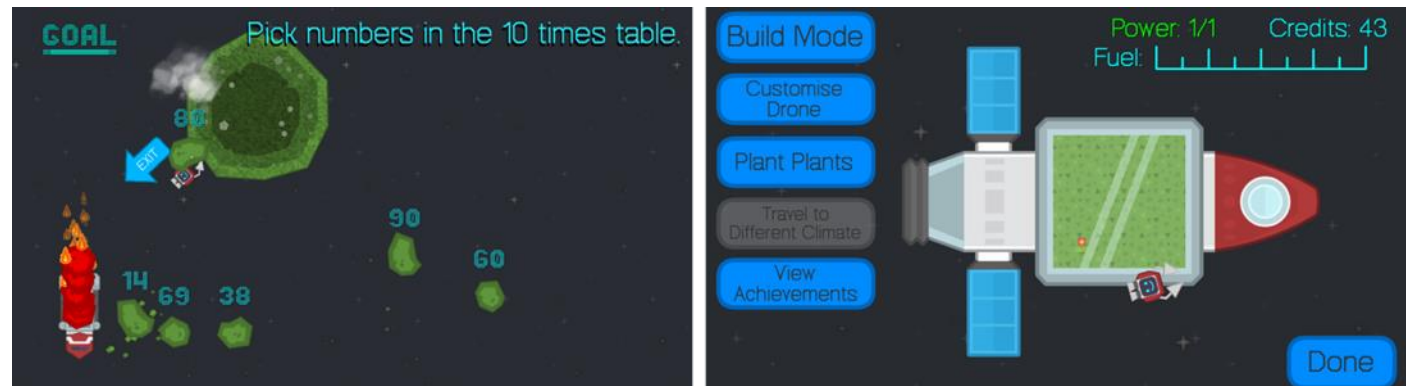 GOAL
Pick numbers in the 10 times table.
80
EXIT
90
60
14
69
38
Build Mode
Power: 1/1
Credits: 43
Fuel:
Customise
Drone
Plant Plants
Travel to
Different Climate
View
Achievements
Done